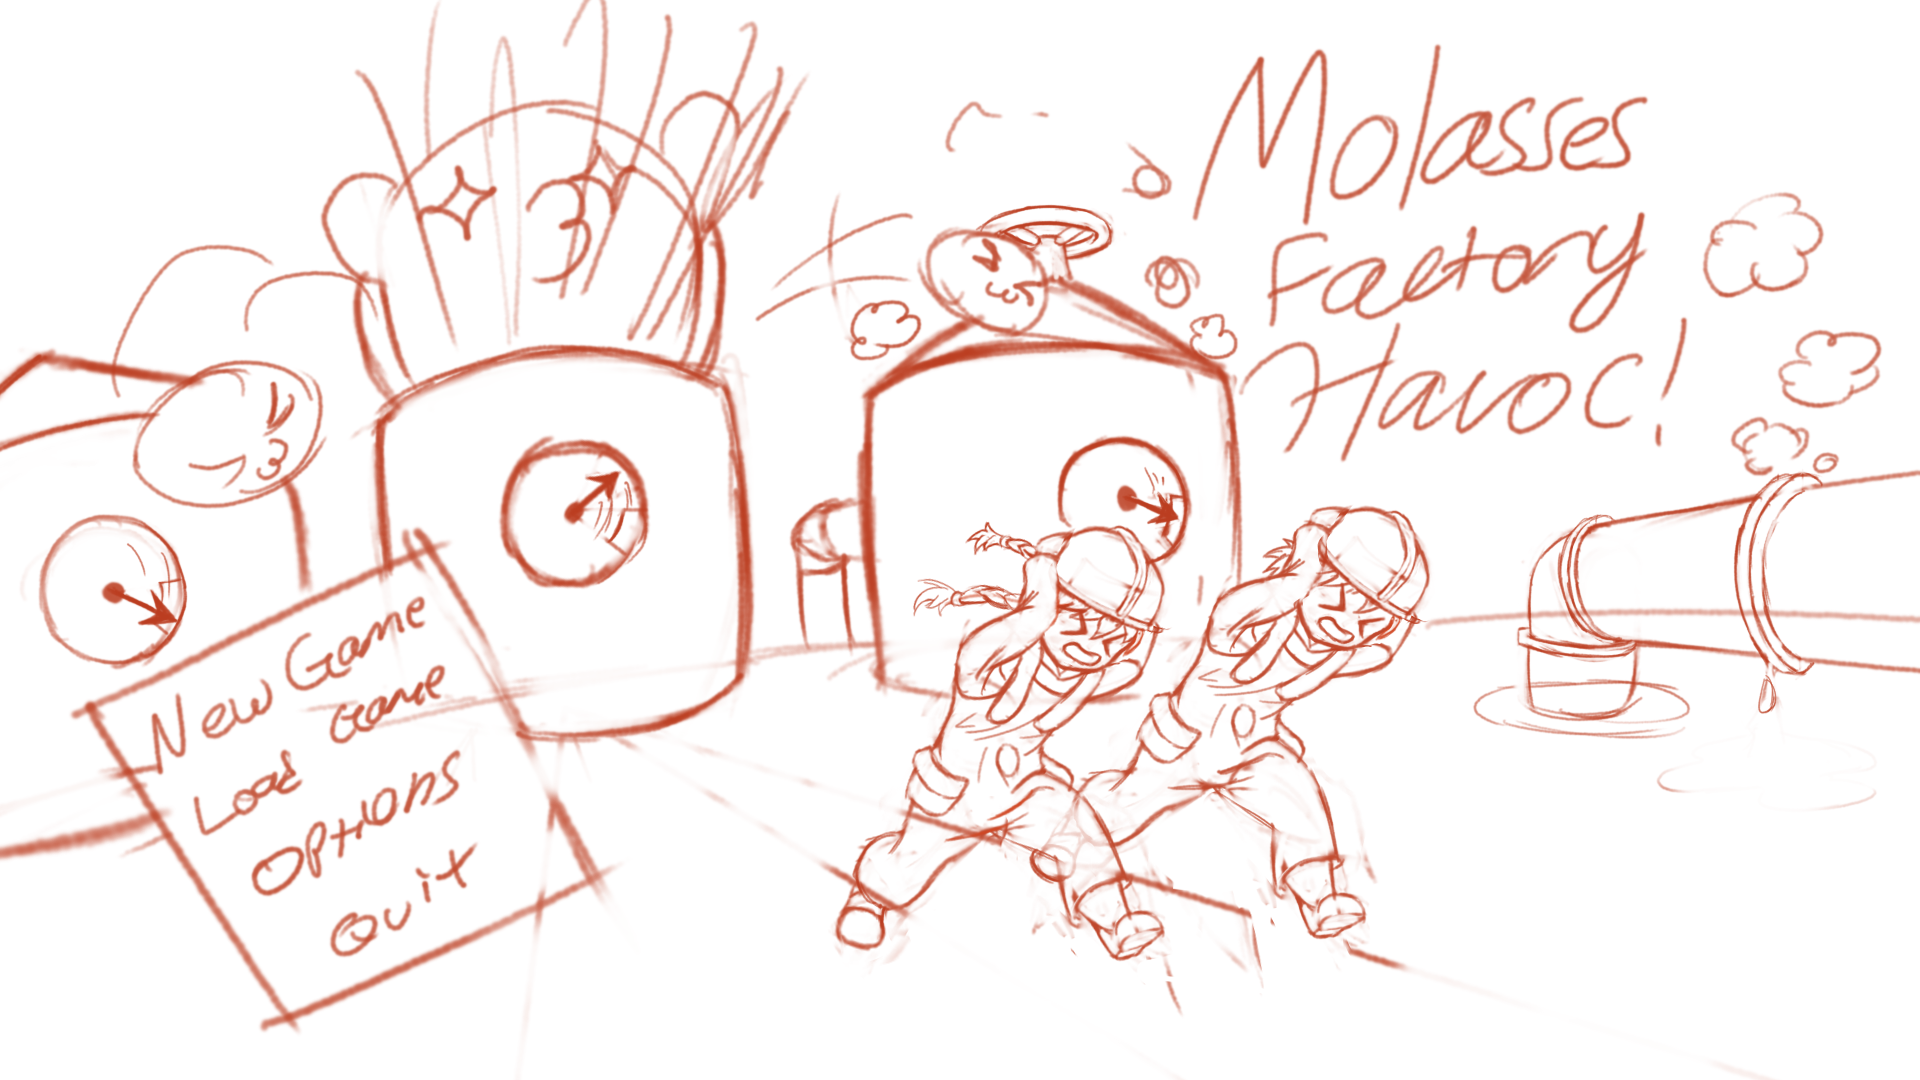 Molasses
Factory
Havoc!
New Game
Load Game
Options
Quit